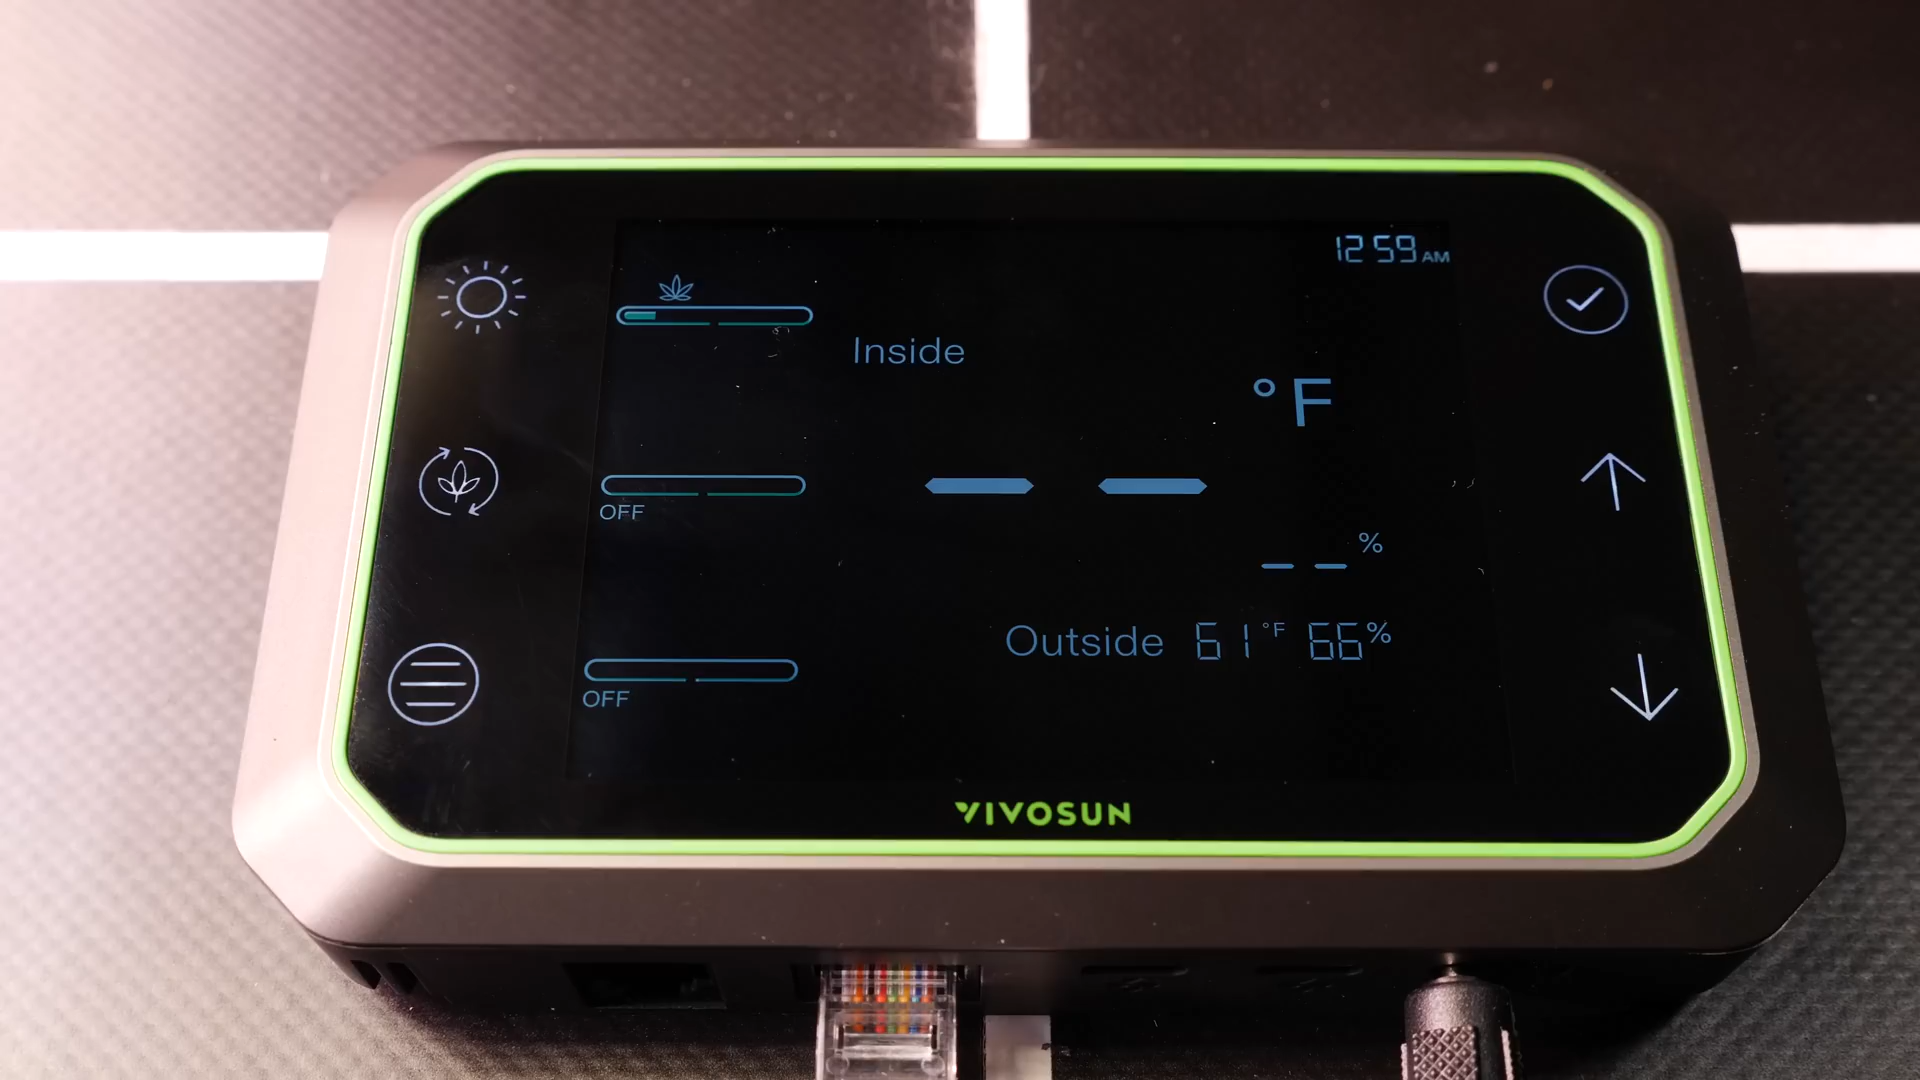 12 59 AM
Inside
°F
OFF
-- %
Outside 61 °F 66%
OFF
VIVOSUN